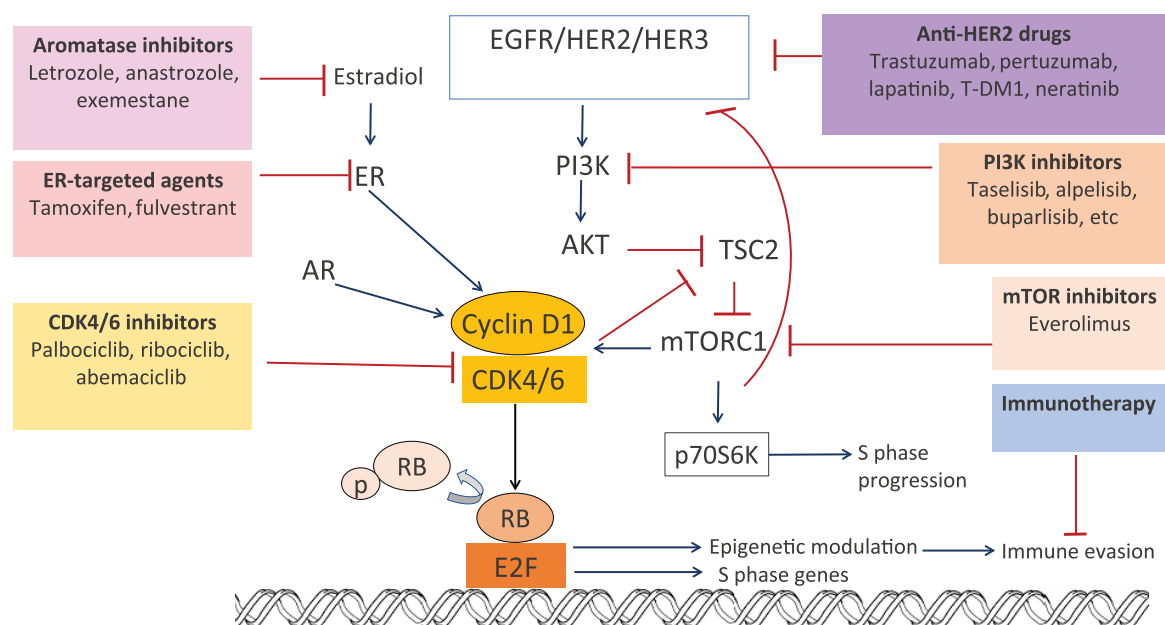 Aromatase inhibitors
Letrozole, anastrozole,
exemestane
Estradiol
EGFR/HER2/HER3
Anti-HER2 drugs
Trastuzumab, pertuzumab,
lapatinib, T-DM1, neratinib
ER-targeted agents
Tamoxifen, fulvestrant
ER
PI3K
PI3K inhibitors
Taselisib, alpelisib,
buparlisib, etc
AKT
TSC2
AR
CDK4/6 inhibitors
Palbociclib, ribociclib,
abemaciclib
Cyclin D1
CDK4/6
mTORC1
mTOR inhibitors
Everolimus
Immunotherapy
p70S6K
S phase
progression
RB
p
RB
E2F
Epigenetic modulation
Immune evasion
S phase genes